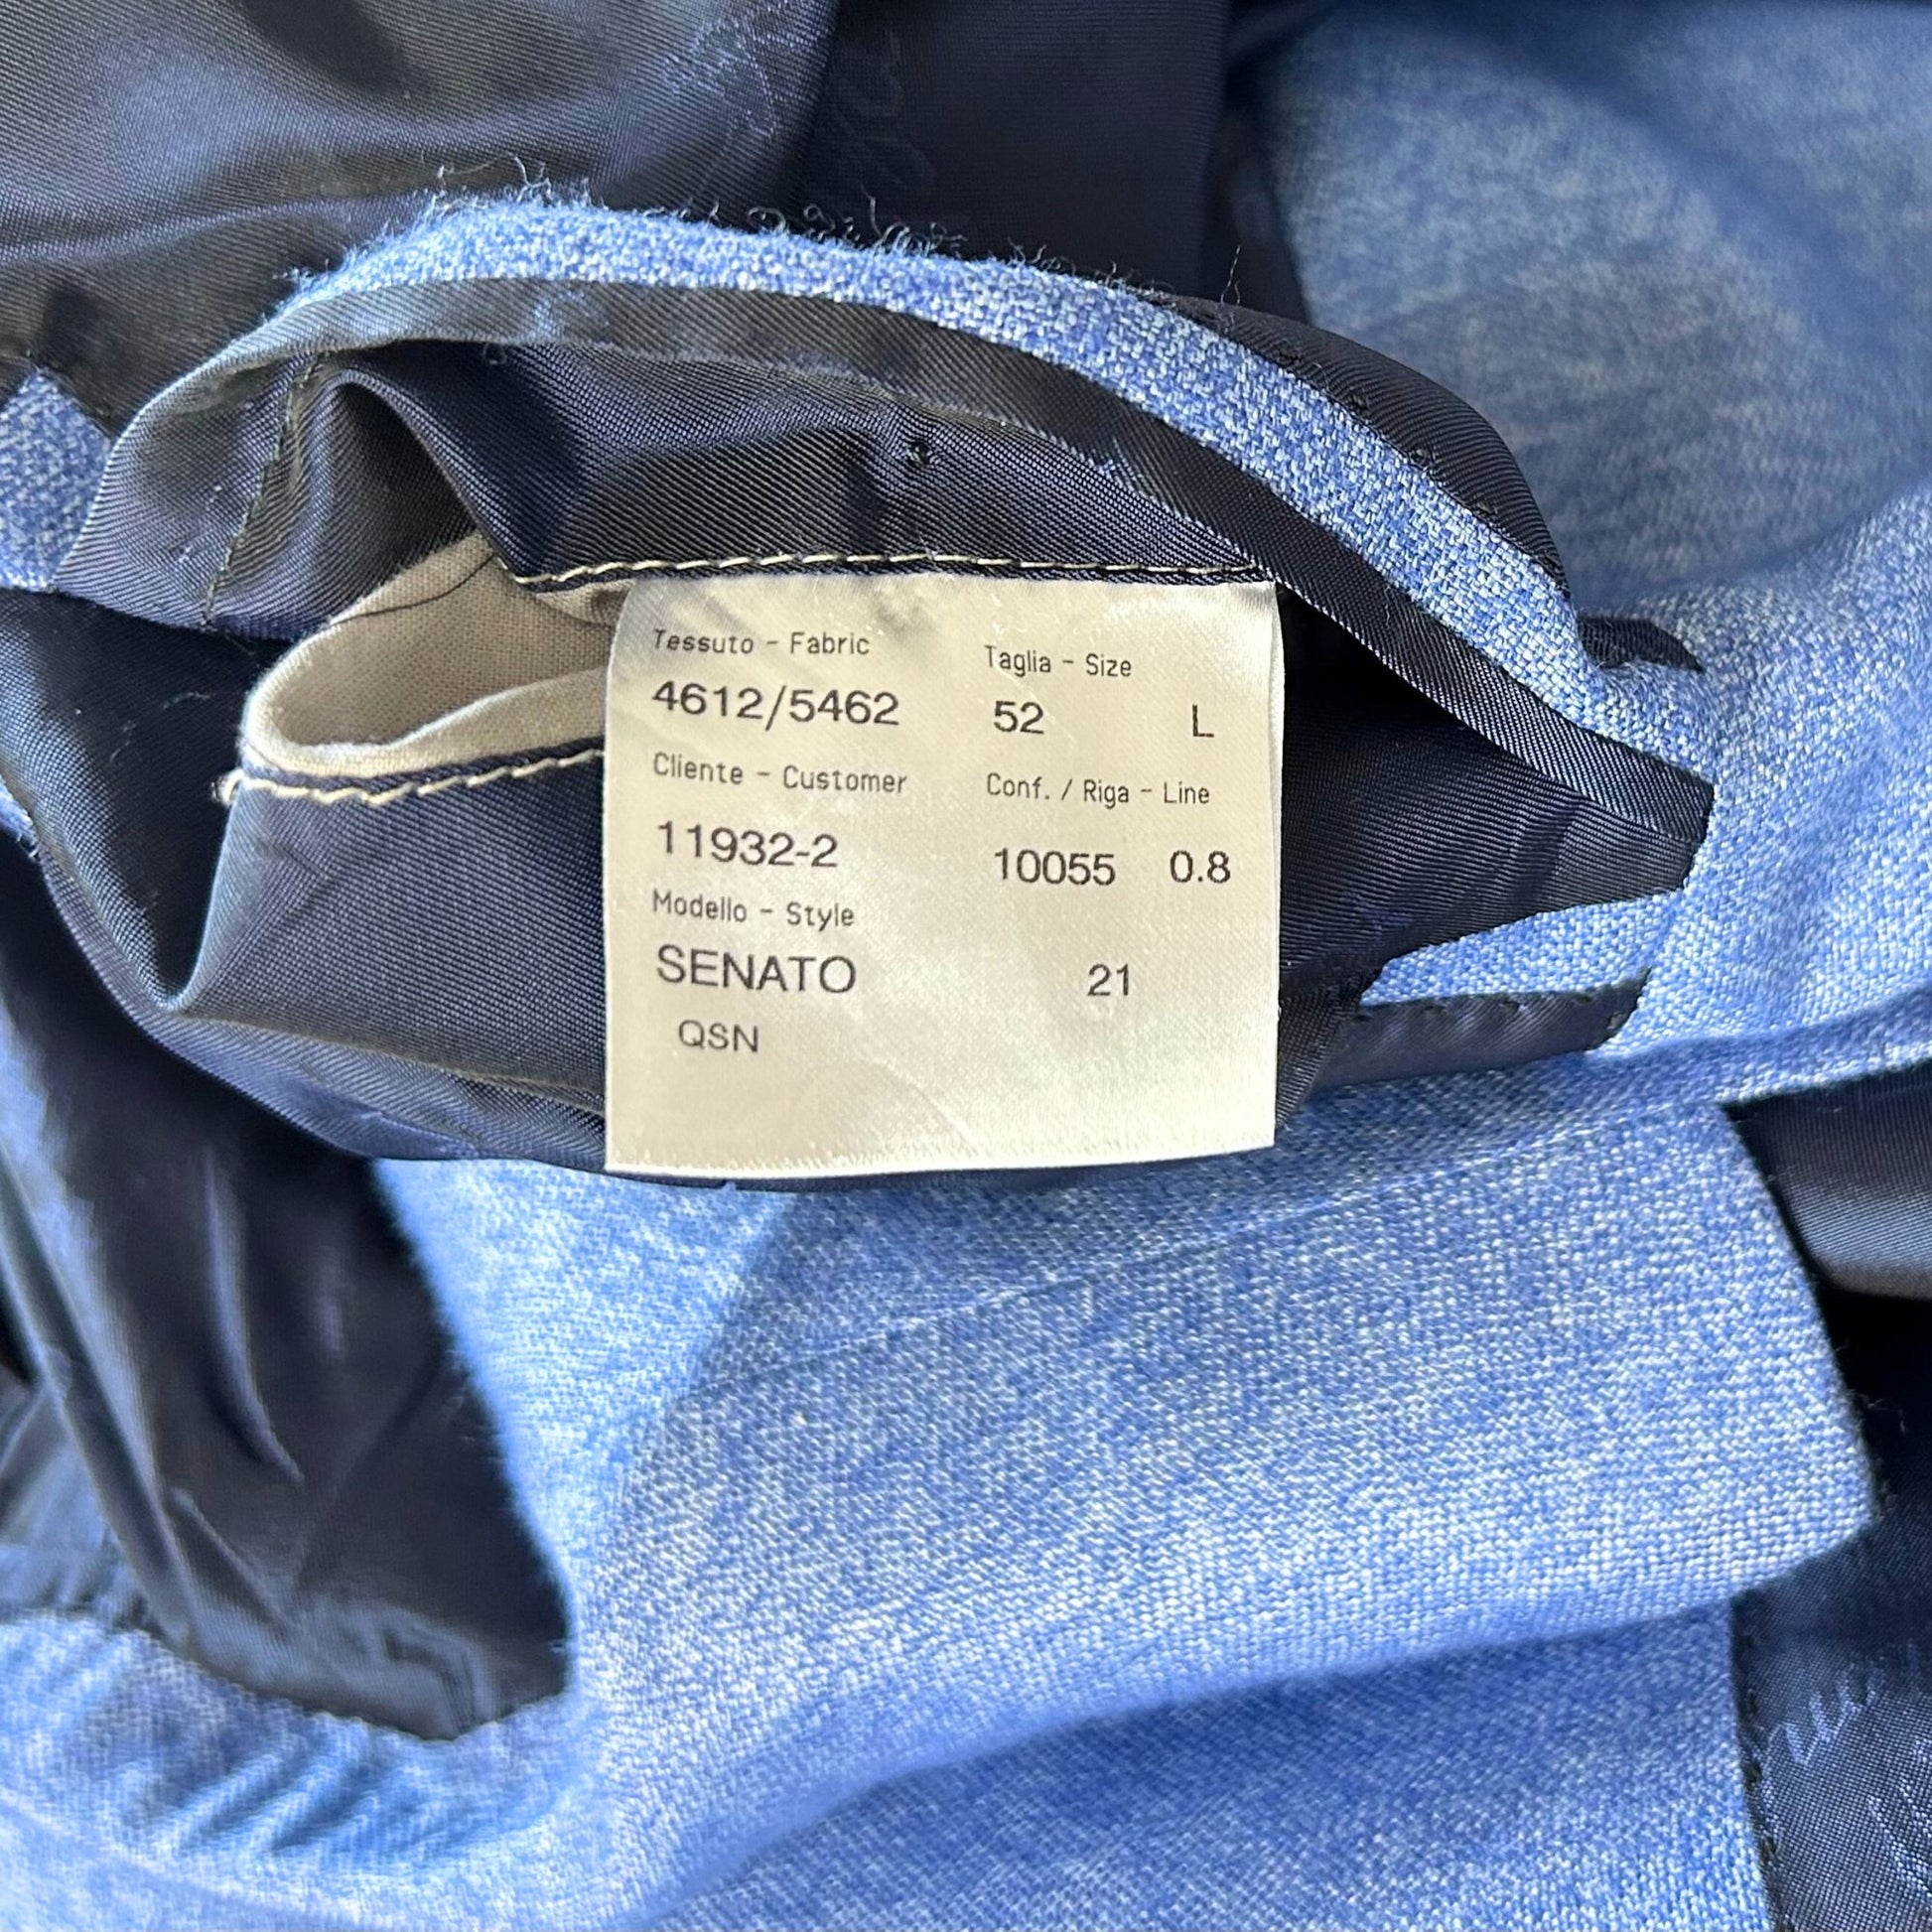 Tessuto - Fabric Taglia - Size
4612/5462 52 L
Cliente - Customer Conf. / Riga - Line
11932-2 10055 0.8
Modello - Style
SENATO 21
QSN